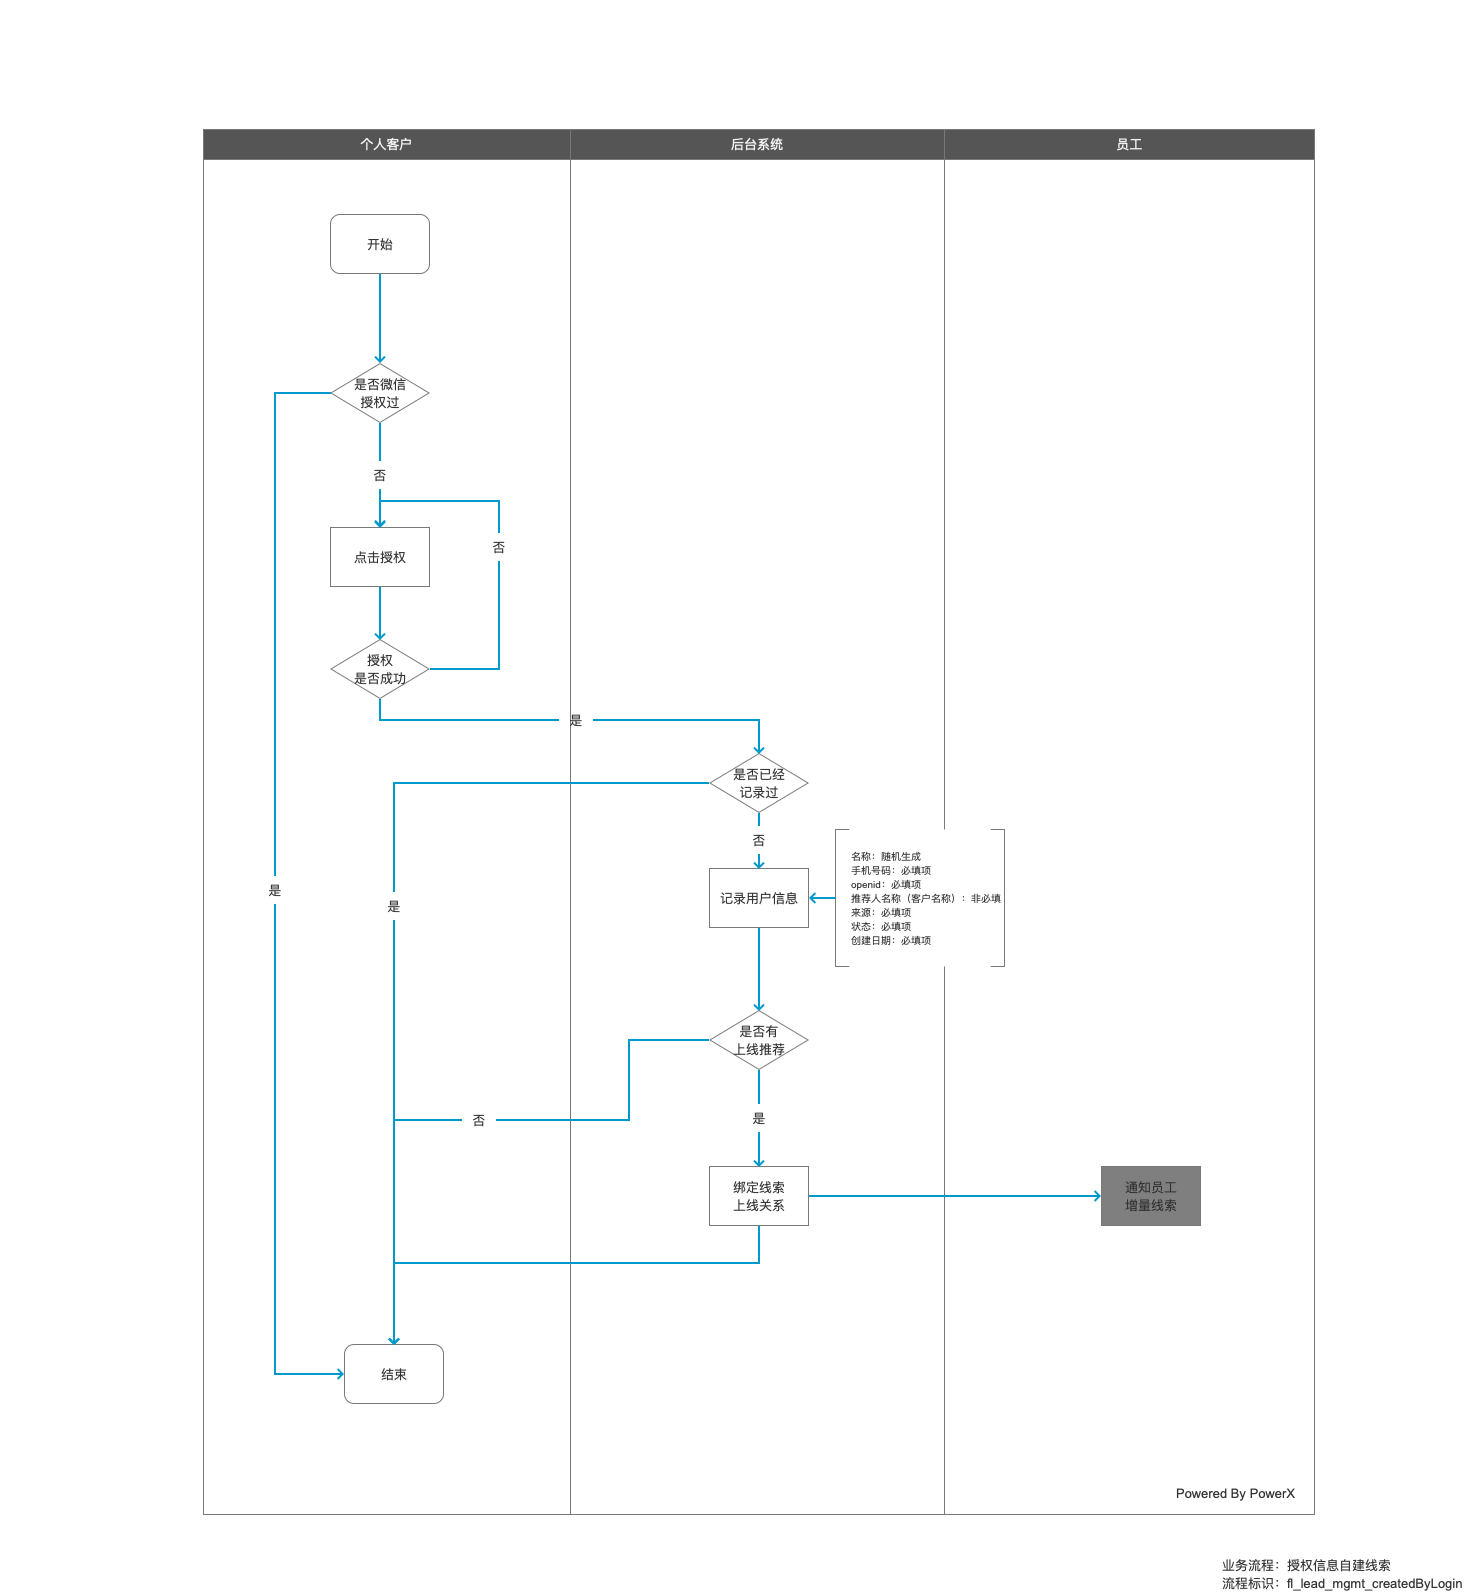 个人客户
后台系统
员工
开始
是否微信
授权过
否
点击授权
否
授权
是否成功
是
是否已经
记录过
否
名称：随机生成
手机号码：必填项
openid：必填项
推荐人名称（客户名称）：非必填
来源：必填项
状态：必填项
创建日期：必填项
记录用户信息
是
是
是否有
上线推荐
否
是
绑定线索
上线关系
通知员工
增量线索
结束
Powered By PowerX
业务流程：授权信息自建线索
流程标识：fl_lead_mgmt_createdByLogin